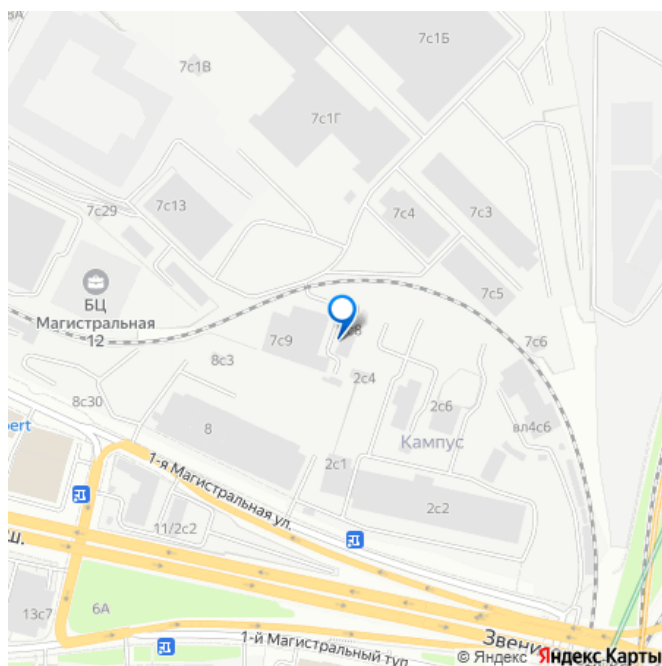 7с1Б
7с1В
7с1Г
7с29
7с13
7с4
7с3
БЦ
Магистральная
12
7с5
7с9
7с6
8с3
2с4
8с30
2с6
вл4с6
8
Кампус
1-я Магистральная ул.
2с1
2с2
11/2с2
ш.
6А
13с7
1-й Магистральный туп.
© Яндекс Яндекс Карты